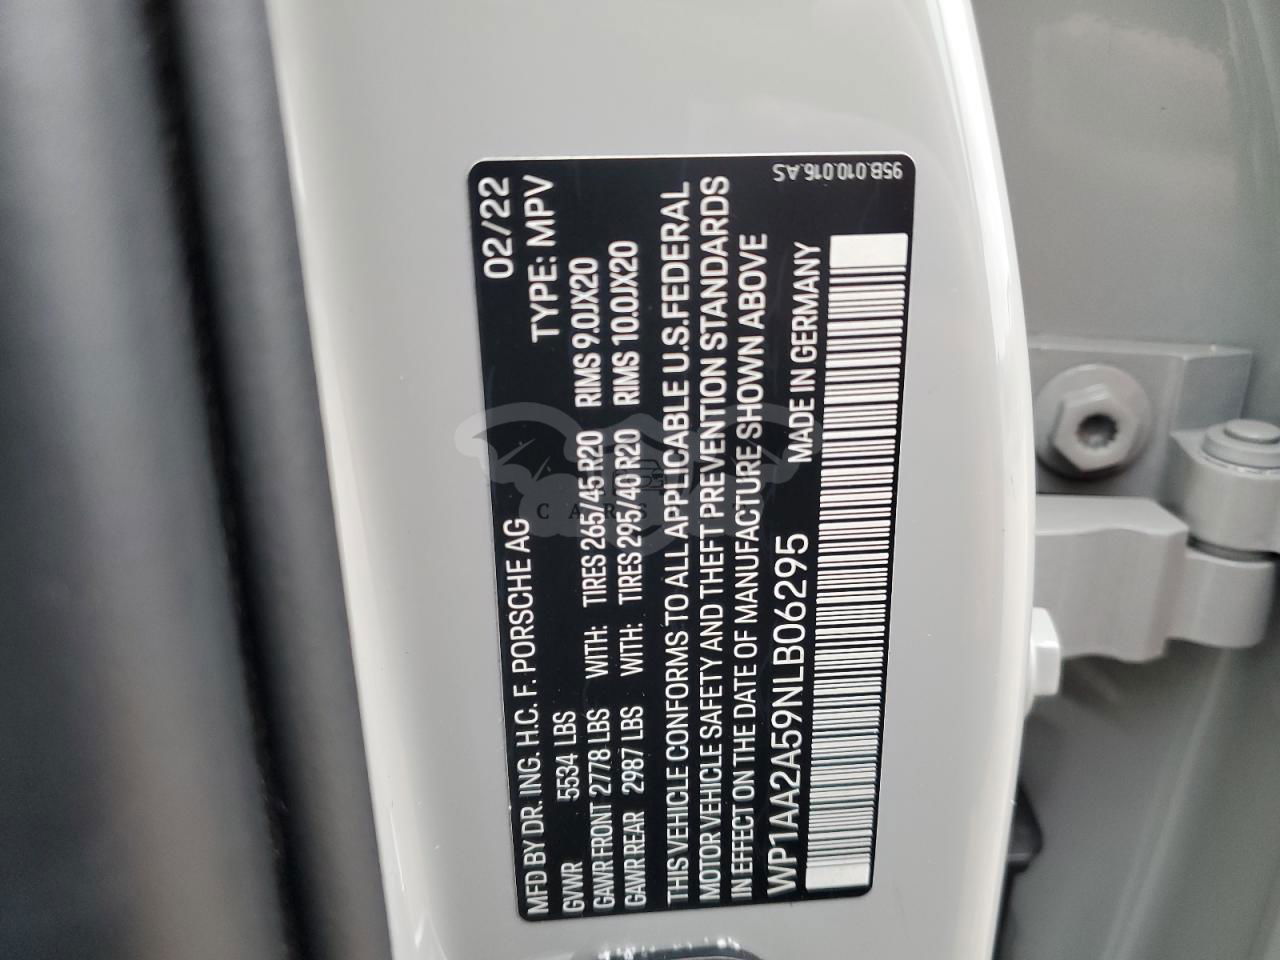 MFD BY DR. ING. H.C. F. PORSCHE AG 02/22
GVWR 5534 LBS TYPE: MPV
GAWR FRONT 2778 LBS WITH: TIRES 265/45 R20 RIMS 9.0JX20
GAWR REAR 2987 LBS WITH: TIRES 295/40 R20 RIMS 10.0JX20
THIS VEHICLE CONFORMS TO ALL APPLICABLE U.S.FEDERAL
MOTOR VEHICLE SAFETY AND THEFT PREVENTION STANDARDS
IN EFFECT ON THE DATE OF MANUFACTURE SHOWN ABOVE
WP1AA2A59NLB06295 MADE IN GERMANY
95B.010.016.AS